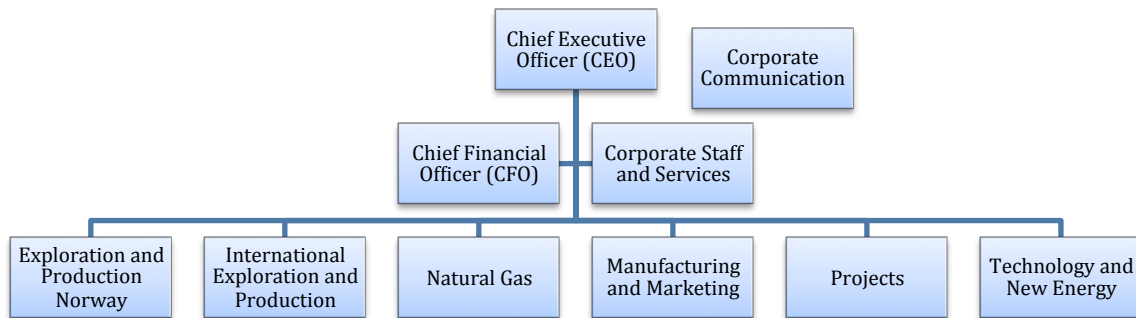 Chief Executive
Officer (CEO)
Corporate
Communication
Chief Financial
Officer (CFO)
Corporate Staff
and Services
Exploration and
Production
Norway
International
Exploration and
Production
Natural Gas
Manufacturing
and Marketing
Projects
Technology and
New Energy